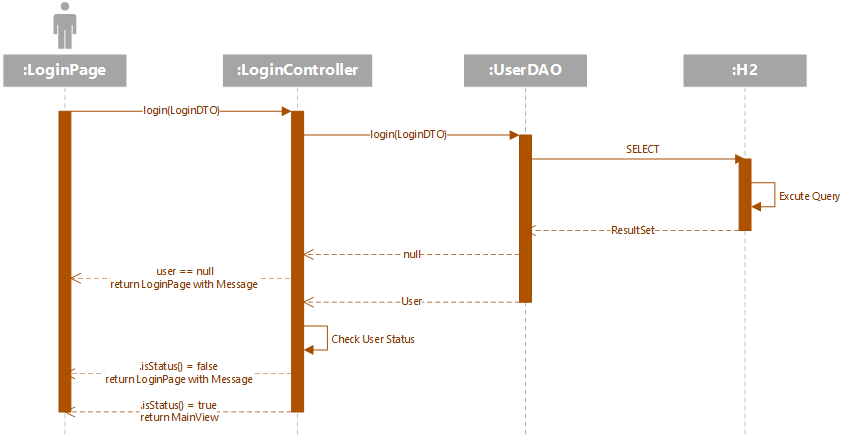 :LoginPage
:LoginController
:UserDAO
:H2
login(LoginDTO)
login(LoginDTO)
SELECT
Excute Query
ResultSet
null
user == null
return LoginPage with Message
User
Check User Status
.isStatus() = false
return LoginPage with Message
.isStatus() = true
return MainView